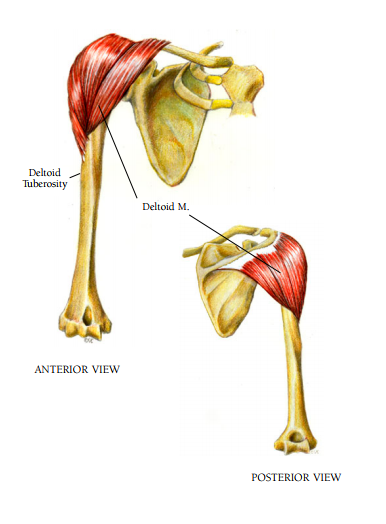 Deltoid
Tuberosity
Deltoid M.
ANTERIOR VIEW
POSTERIOR VIEW